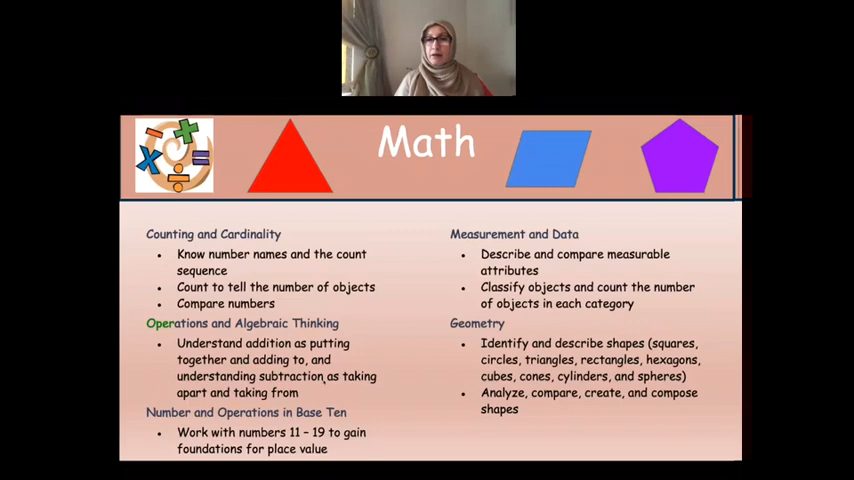 Math
Counting and Cardinality
• Know number names and the count
sequence
• Count to tell the number of objects
• Compare numbers
Operations and Algebraic Thinking
• Understand addition as putting
together and adding to, and
understanding subtraction as taking
apart and taking from
Number and Operations in Base Ten
• Work with numbers 11 – 19 to gain
foundations for place value
Measurement and Data
• Describe and compare measurable
attributes
• Classify objects and count the number
of objects in each category
Geometry
• Identify and describe shapes (squares,
circles, triangles, rectangles, hexagons,
cubes, cones, cylinders, and spheres)
• Analyze, compare, create, and compose
shapes